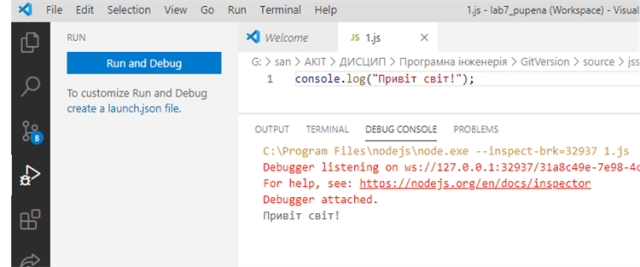 File Edit Selection View Go Run Terminal Help 1.js - lab7_pupena (Workspace) - Visual
RUN
Run and Debug
To customize Run and Debug
create a launch.json file.
8
Welcome JS 1.js
G: > san > АКІТ > ДИСЦИП > Програмна інженерія > GitVersion > source > jss
1 console.log("Привіт світ!");
OUTPUT TERMINAL DEBUG CONSOLE PROBLEMS
C:\Program Files\nodejs\node.exe --inspect-brk=32937 1.js
Debugger listening on ws://127.0.0.1:32937/31a8c49e-7e98-4c
For help, see: https://nodejs.org/en/docs/inspector
Debugger attached.
Привіт світ!